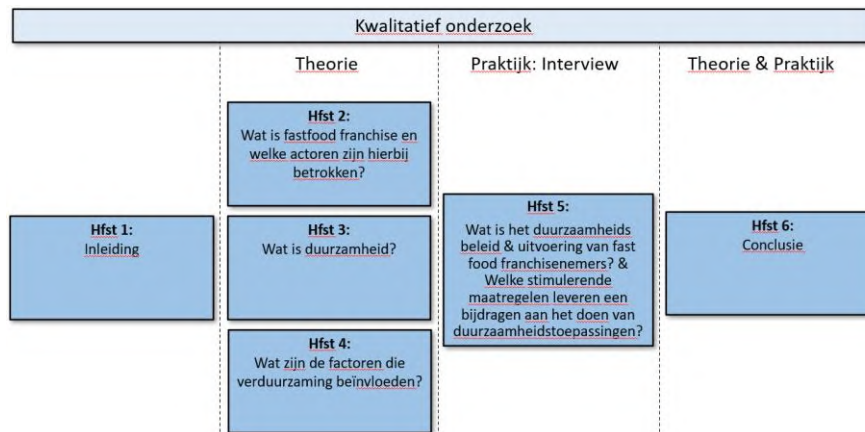 Kwalitatief onderzoek
Theorie
Praktijk: Interview
Theorie & Praktijk
Hfst 1:
Inleiding
Hfst 2:
Wat is fastfood franchise en
welke actoren zijn hierbij
betrokken?
Hfst 3:
Wat is duurzamheid?
Hfst 4:
Wat zijn de factoren die
verduurzaming beïnvloeden?
Hfst 5:
Wat is het duurzaamheids
beleid & uitvoering van fast
food franchisenemers? &
Welke stimulerende
maatregelen leveren een
bijdragen aan het doen van
duurzaamheidstoepassingen?
Hfst 6:
Conclusie